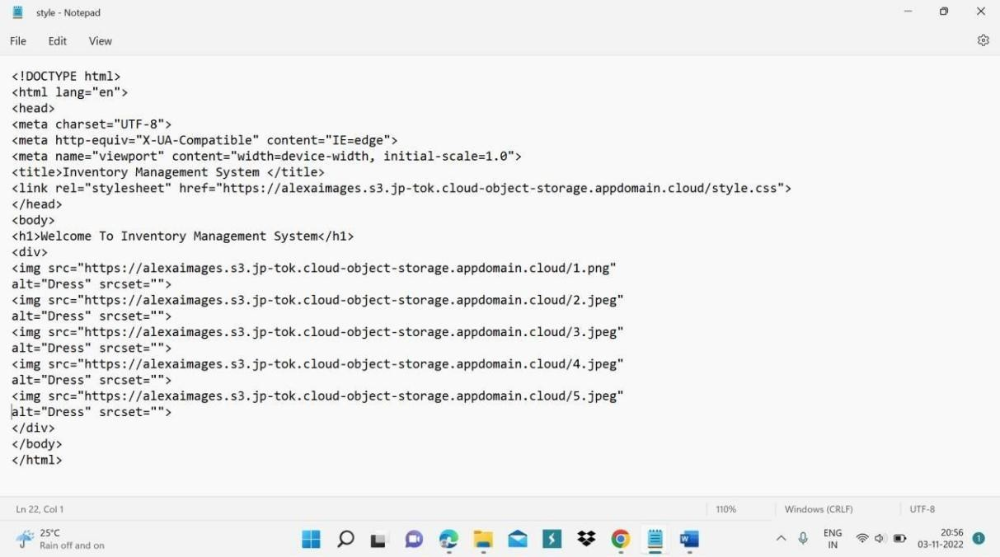 style - Notepad
File Edit View
<!DOCTYPE html>
<html lang="en">
<head>
<meta charset="UTF-8">
<meta http-equiv="X-UA-Compatible" content="IE=edge">
<meta name="viewport" content="width=device-width, initial-scale=1.0">
<title>Inventory Management System </title>
<link rel="stylesheet" href="https://alexaimages.s3.jp-tok.cloud-object-storage.appdomain.cloud/style.css">
</head>
<body>
<h1>Welcome To Inventory Management System</h1>
<div>
<img src="https://alexaimages.s3.jp-tok.cloud-object-storage.appdomain.cloud/1.png"
alt="Dress" srcset="">
<img src="https://alexaimages.s3.jp-tok.cloud-object-storage.appdomain.cloud/2.jpeg"
alt="Dress" srcset="">
<img src="https://alexaimages.s3.jp-tok.cloud-object-storage.appdomain.cloud/3.jpeg"
alt="Dress" srcset="">
<img src="https://alexaimages.s3.jp-tok.cloud-object-storage.appdomain.cloud/4.jpeg"
alt="Dress" srcset="">
<img src="https://alexaimages.s3.jp-tok.cloud-object-storage.appdomain.cloud/5.jpeg"
alt="Dress" srcset="">
</div>
</body>
</html>
Ln 22, Col 1 110% Windows (CRLF) UTF-8
25°C
Rain off and on
ENG
IN
20:56
03-11-2022
1